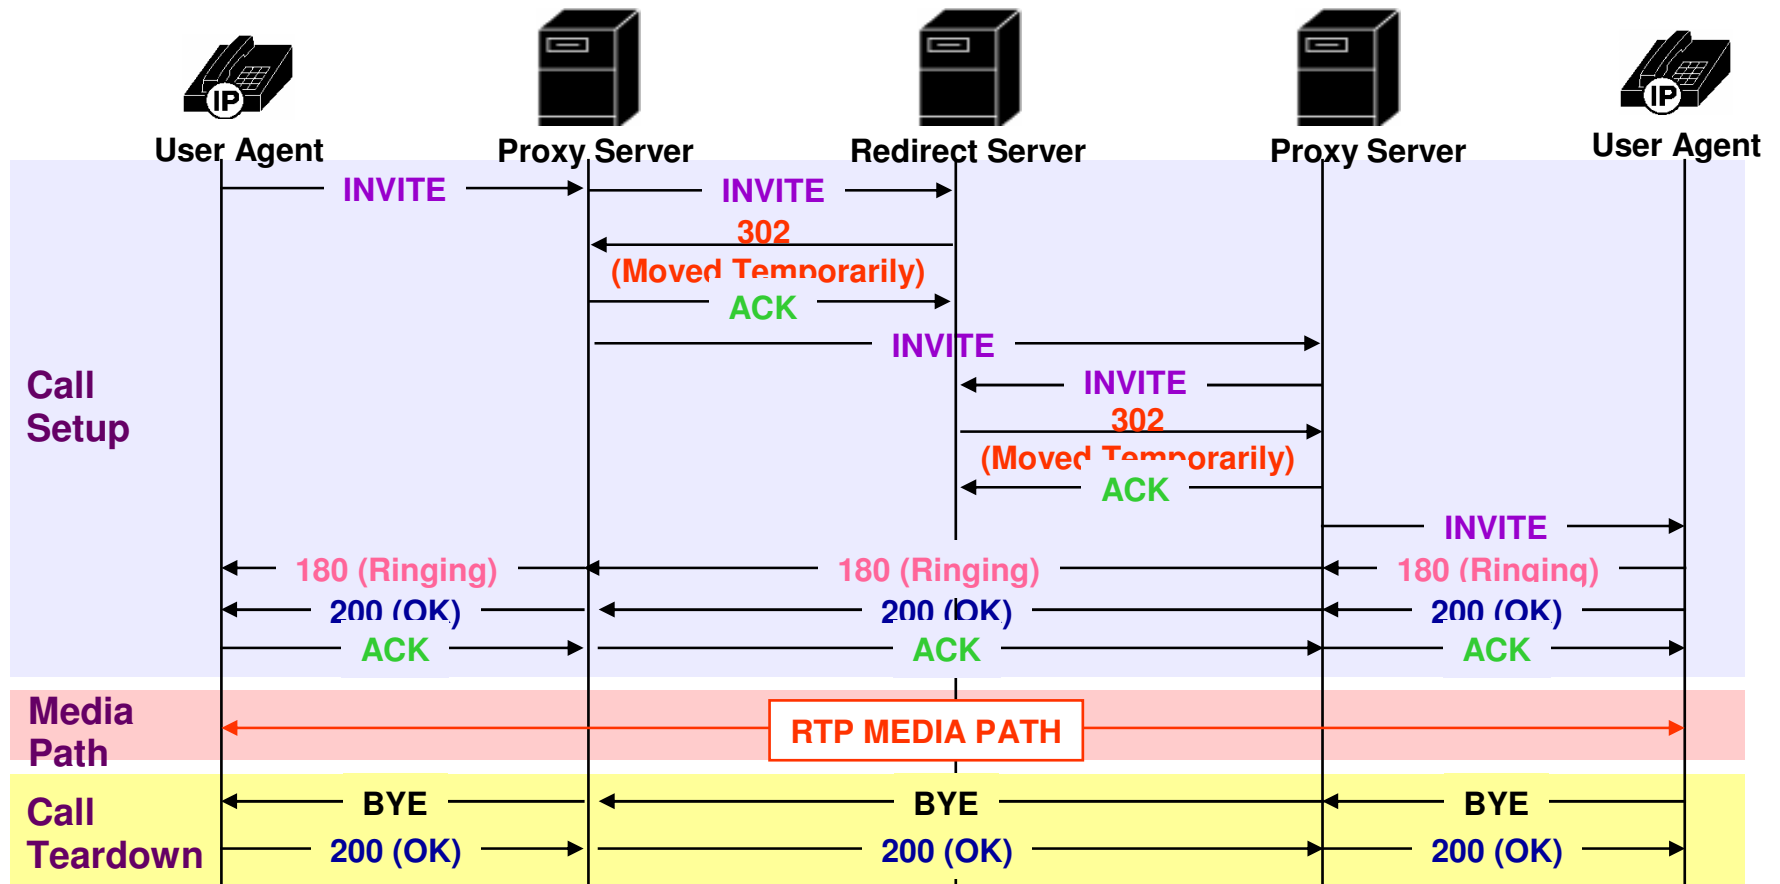 IP
IP
User Agent
Proxy Server
Redirect Server
Proxy Server
User Agent
INVITE
INVITE
302
(Moved Temporarily)
ACK
INVITE
INVITE
302
(Moved Temporarily)
ACK
INVITE
Call
Setup
180 (Ringing)
180 (Ringing)
180 (Ringing)
200 (OK)
200 (OK)
200 (OK)
ACK
ACK
ACK
Media
Path
RTP MEDIA PATH
Call
Teardown
BYE
BYE
BYE
200 (OK)
200 (OK)
200 (OK)